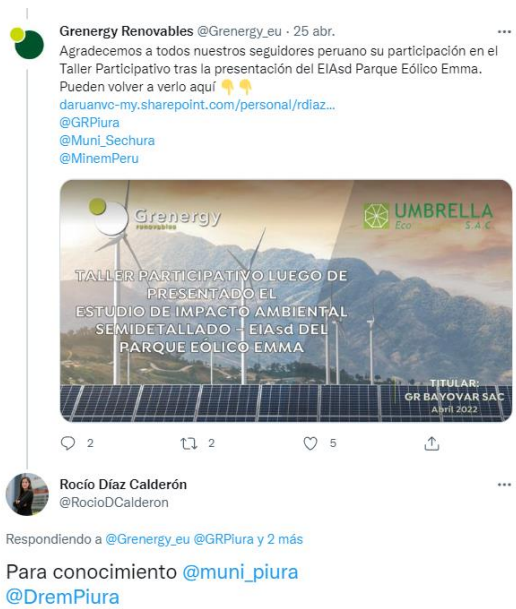 Grenergy Renovables @Grenergy_eu · 25 abr.
Agradecemos a todos nuestros seguidores peruano su participación en el
Taller Participativo tras la presentación del EIAsd Parque Eólico Emma.
Pueden volver a verlo aquí 👇👇
daruanvc-my.sharepoint.com/personal/rdiaz...
@GRPiura
@Muni_Sechura
@MinemPeru
Grenergy
renovables
UMBRELLA
S.A.C.
TALLER PARTICIPATIVO LUEGO DE
PRESENTADO EL
ESTUDIO DE IMPACTO AMBIENTAL
SEMIDETALLADO – EIAsd DEL
PARQUE EÓLICO EMMA
TITULAR:
GR BAYOVAR SAC
Abril 2022
2 2 5
Rocío Díaz Calderón
@RocioDCalderon
Respondiendo a @Grenergy_eu @GRPiura y 2 más
Para conocimiento @muni_piura
@DremPiura